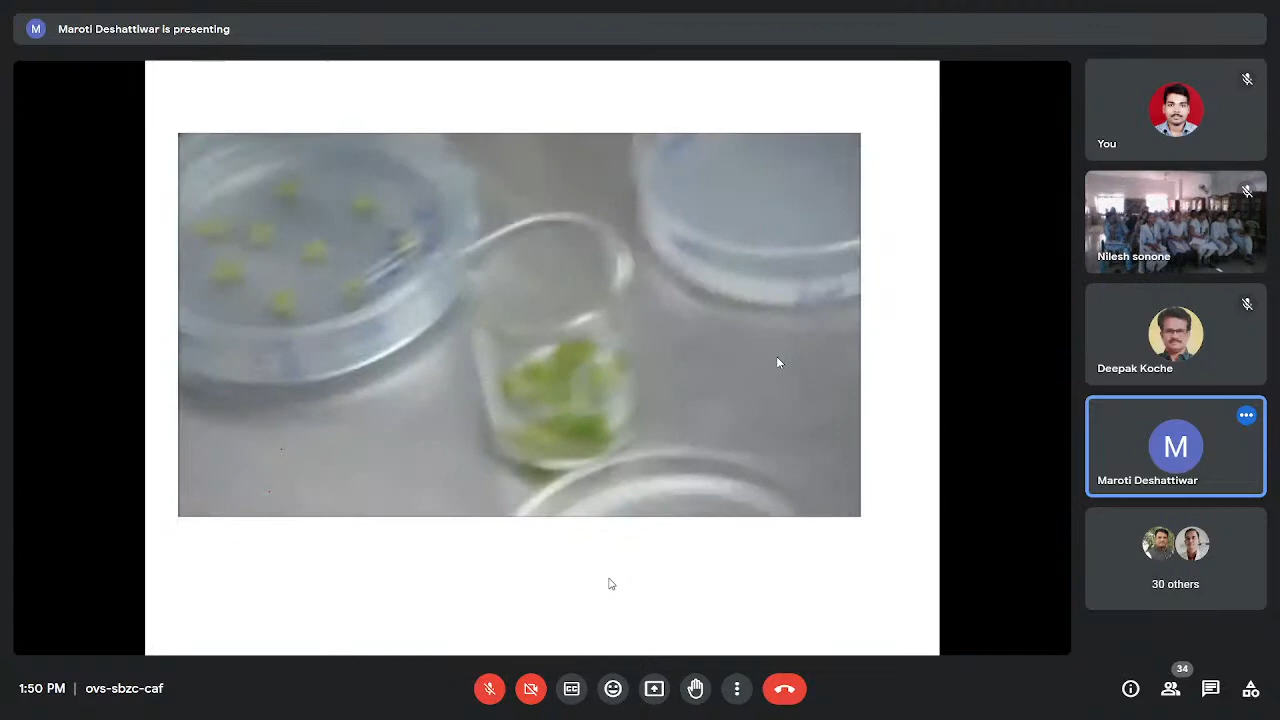 M Maroti Deshattiwar is presenting
You
Nilesh sonone
Deepak Koche
M
Maroti Deshattiwar
30 others
34
1:50 PM | ovs-sbzc-caf